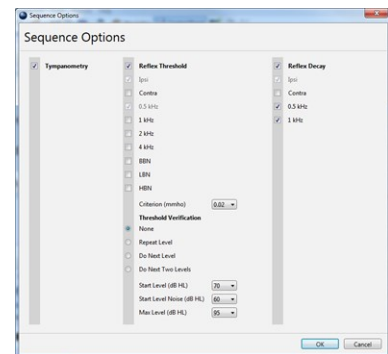 Sequence Options
Sequence Options
Tympanometry
Reflex Threshold
Ipsi
Contra
0.5 kHz
1 kHz
2 kHz
4 kHz
BBN
LBN
HBN
Criterion (mmho) 0.02
Threshold Verification
None
Repeat Level
Do Next Level
Do Next Two Levels
Start Level (dB HL) 70
Start Level Noise (dB HL) 60
Max Level (dB HL) 95
Reflex Decay
Ipsi
Contra
0.5 kHz
1 kHz
OK Cancel